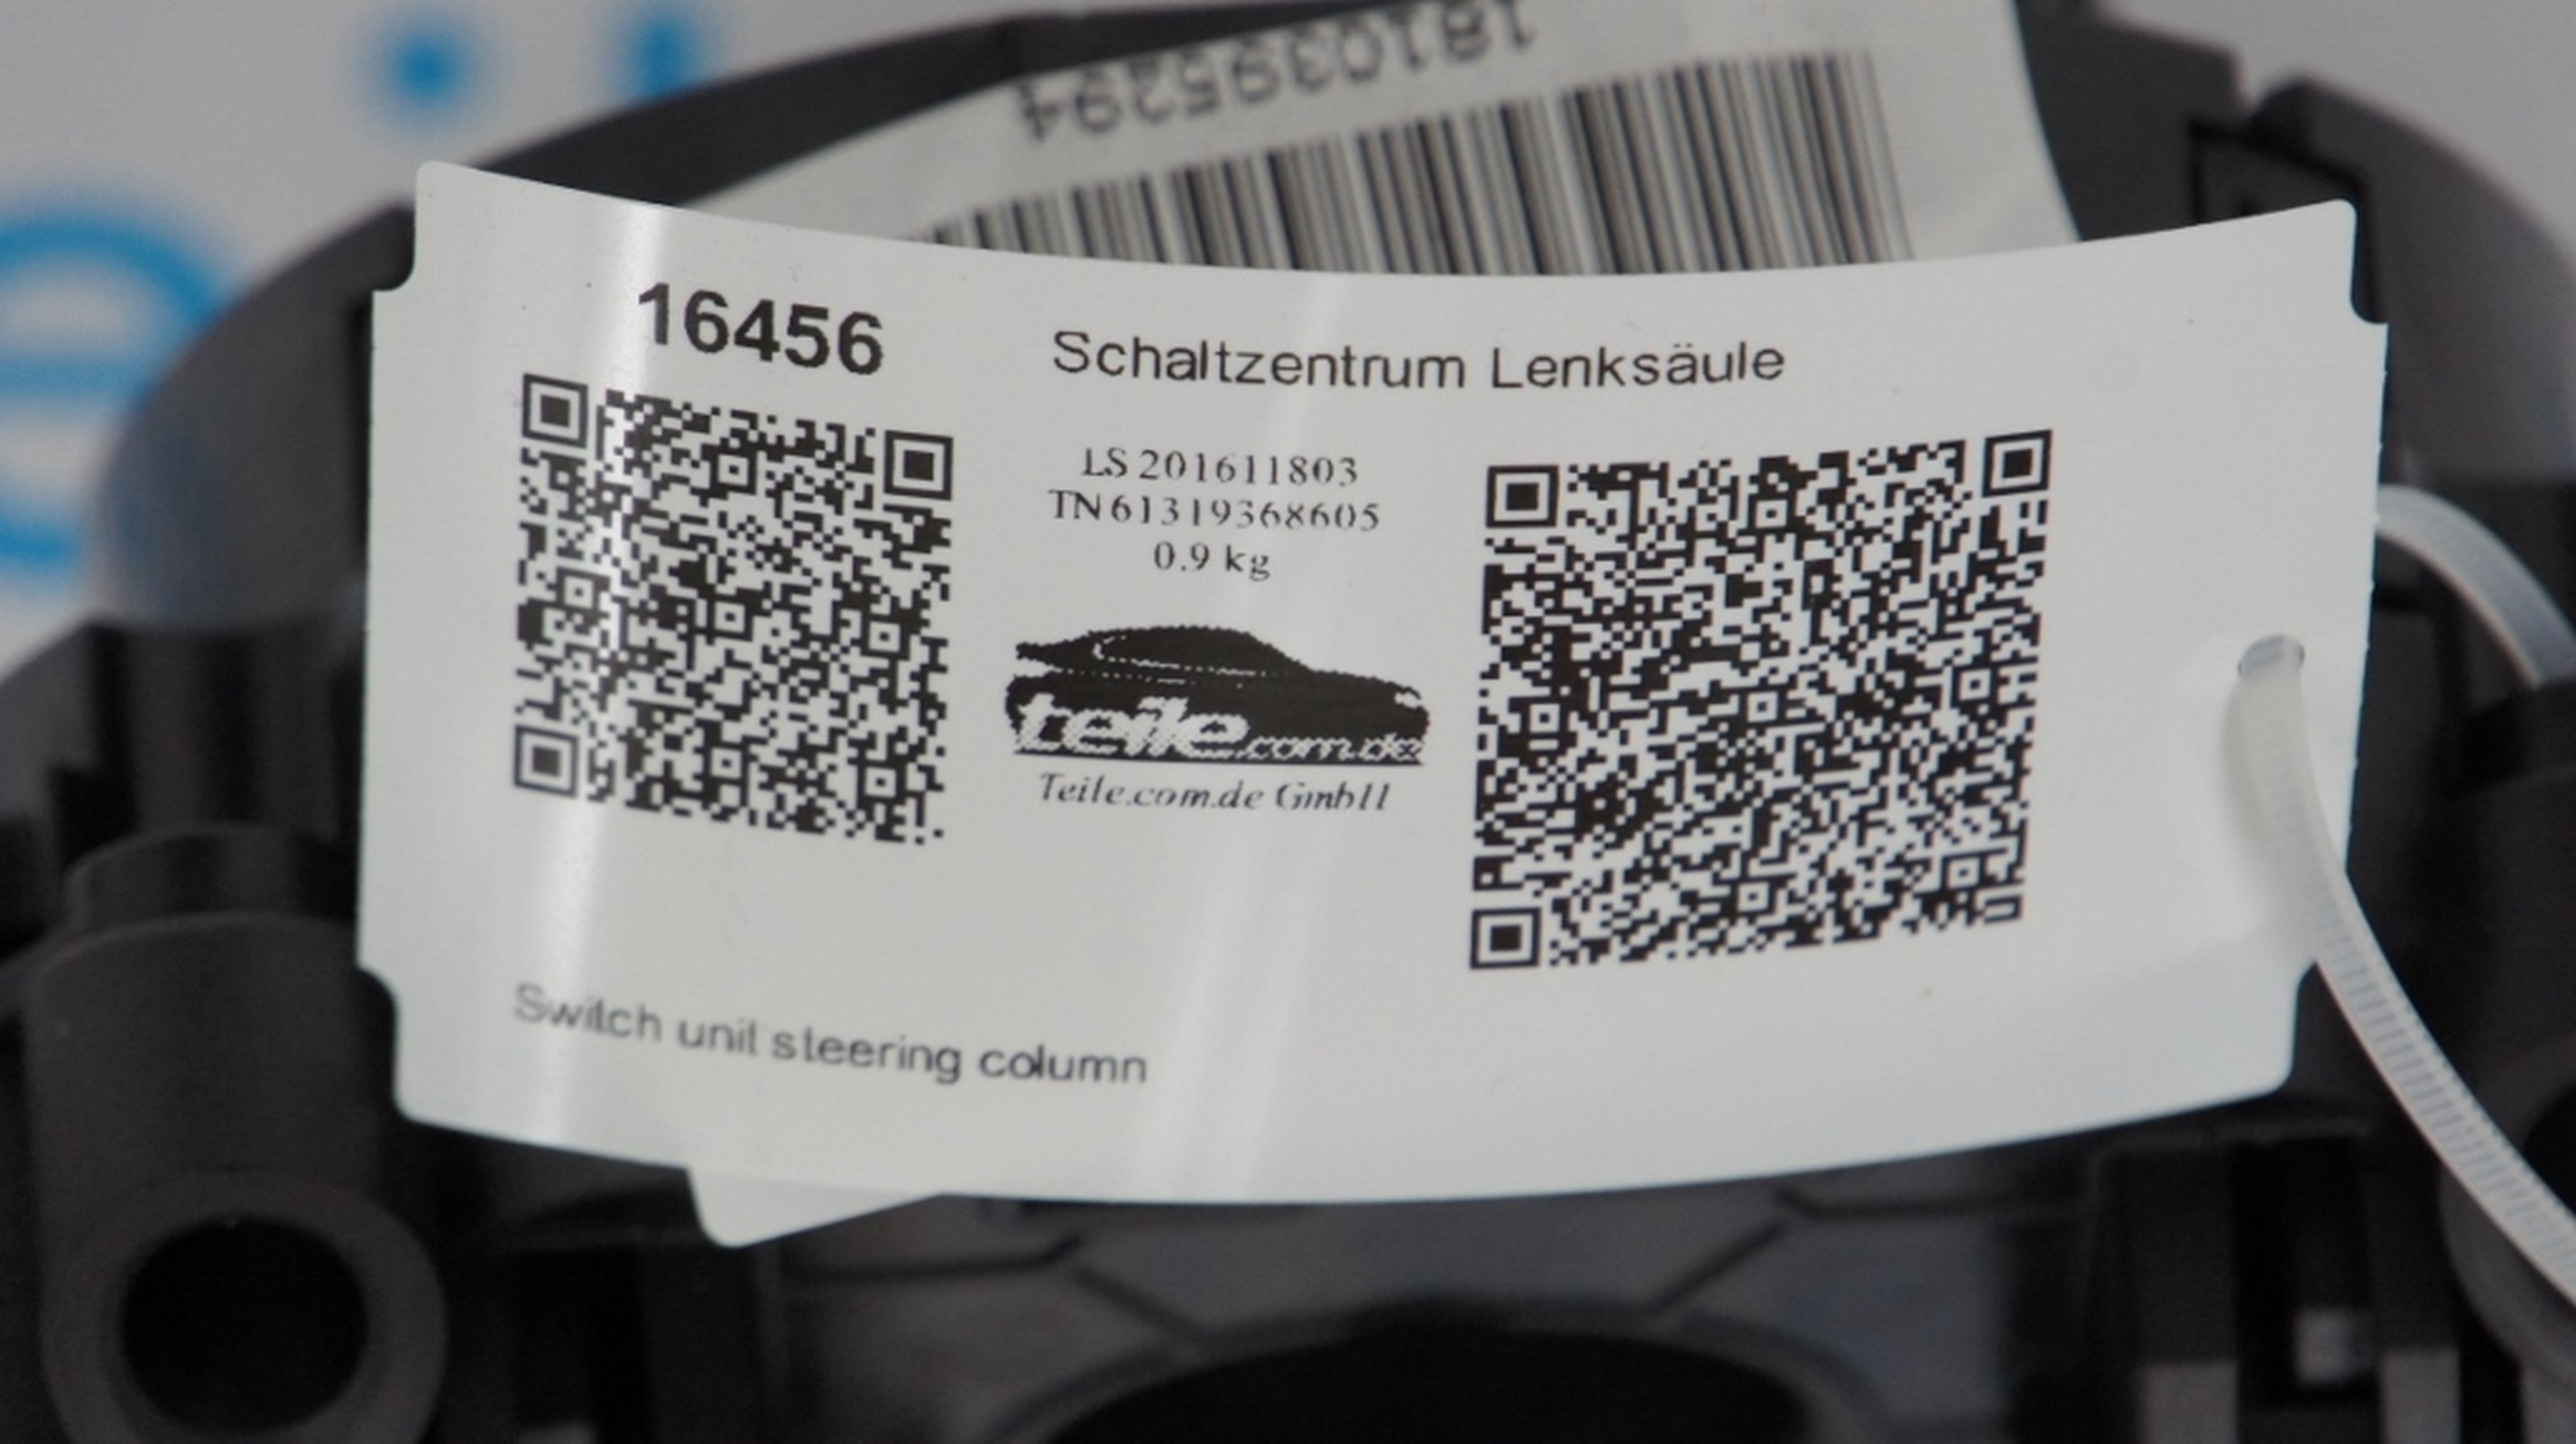 1810395294
16456
Schaltzentrum Lenksäule
LS 201611803
TN 61319368605
0.9 kg
teile.com.de
Teile.com.de GmbH
Switch unit steering column